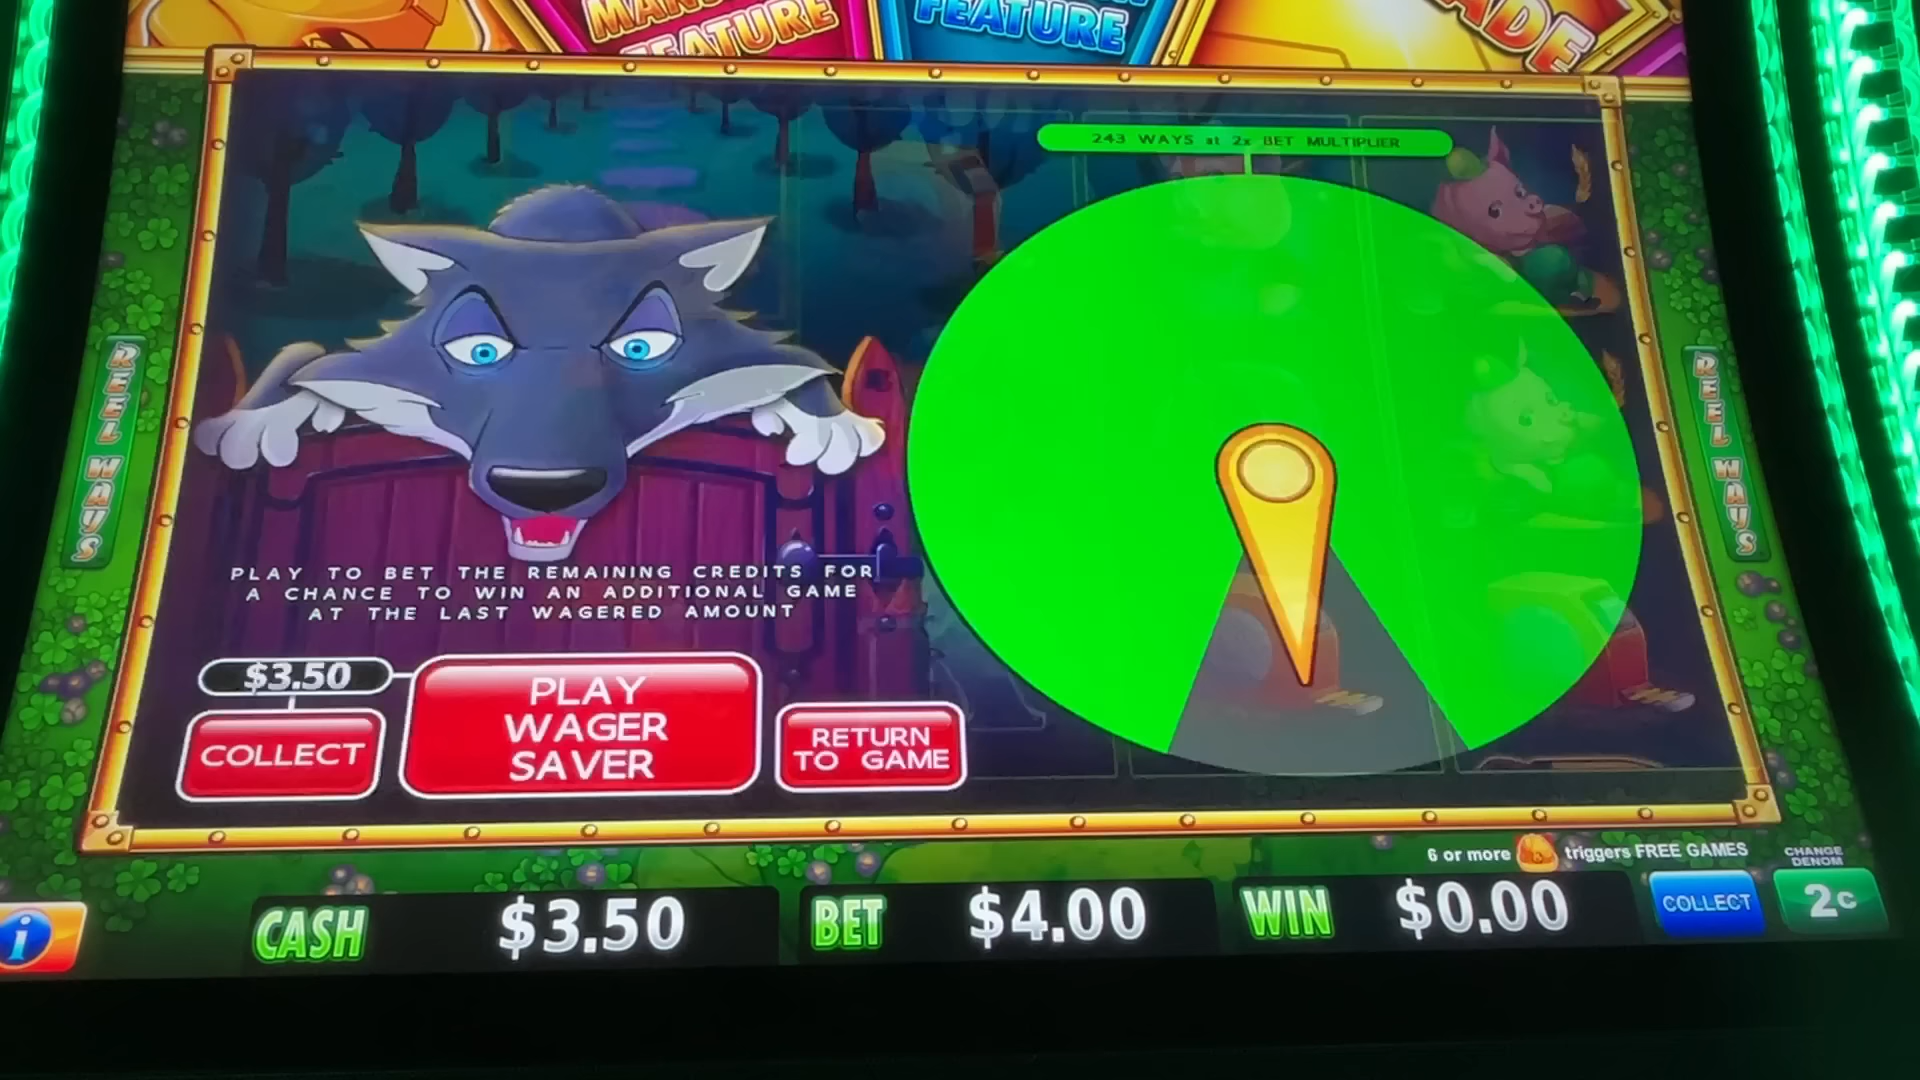 FEATURE
FEATURE
243 WAYS at 2x BET MULTIPLIER
REEL WAYS
REEL WAYS
PLAY TO BET THE REMAINING CREDITS FOR
A CHANCE TO WIN AN ADDITIONAL GAME
AT THE LAST WAGERED AMOUNT
$3.50
COLLECT
PLAY
WAGER
SAVER
RETURN
TO GAME
6 or more triggers FREE GAMES
CHANGE
DENOM
i
CASH $3.50 BET $4.00 WIN $0.00 COLLECT 2c